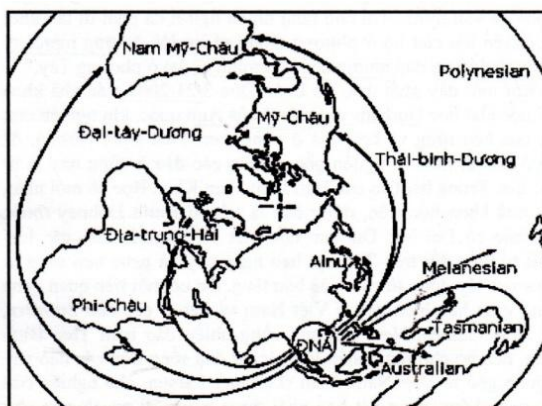 Nam Mỹ-Châu
Polynesian
Mỹ-Châu
Đại-tây-Dương
Thái-bình-Dương
Địa-trung-Hải
Ainu
Melanesian
Phi-Châu
Tasmanian
ĐNA
Australian